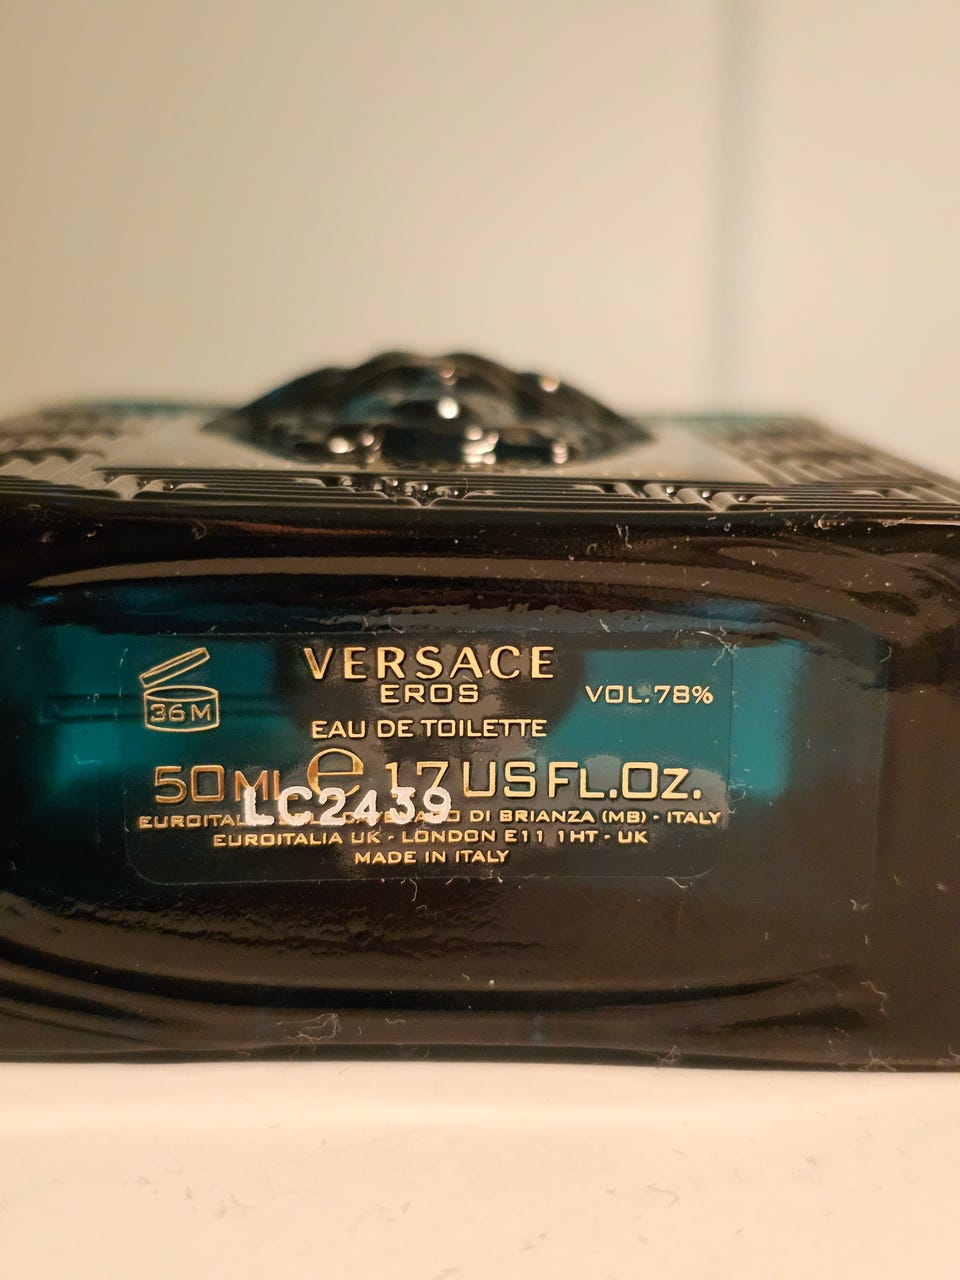 VERSACE
EROS
36M
VOL.78%
EAU DE TOILETTE
50 ML e 1.7 US FL.OZ.
LC2439
DI BRIANZA (MB) - ITALY
EUROITALIA UK - LONDON E11 1HT - UK
MADE IN ITALY